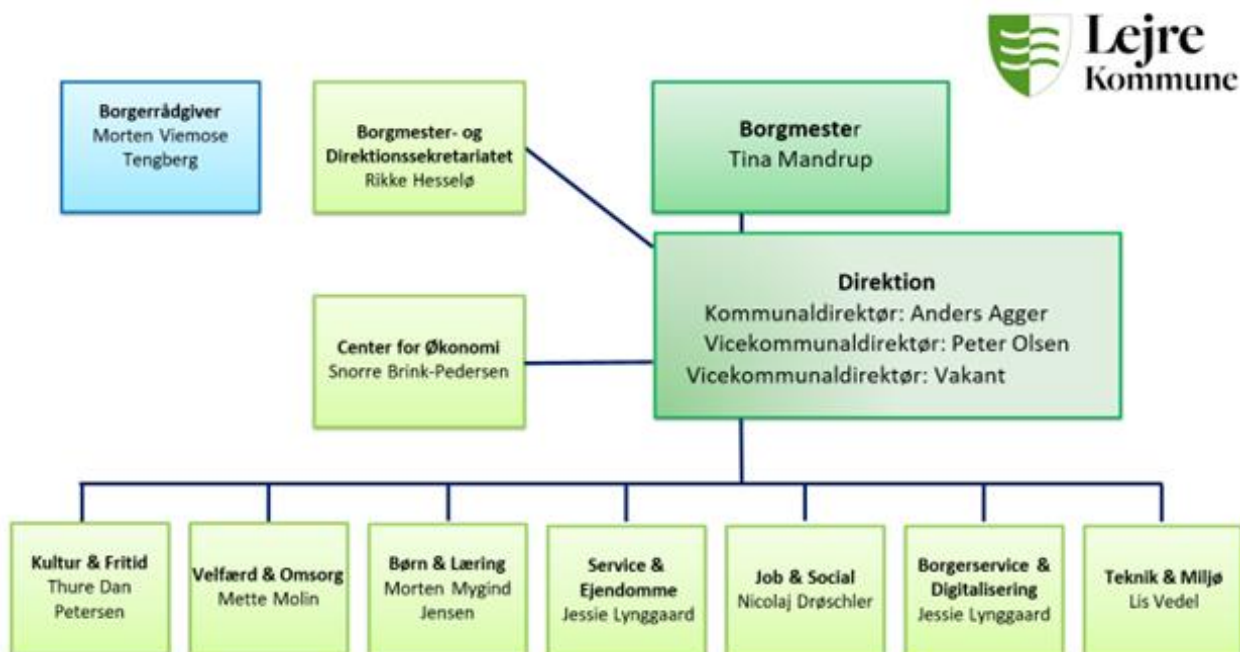 Lejre
Kommune
Borgerrådgiver
Morten Viemose
Tengberg
Borgmester- og
Direktionssekretariatet
Rikke Hesselø
Borgmester
Tina Mandrup
Direktion
Kommunaldirektør: Anders Agger
Vicekommunaldirektør: Peter Olsen
Vicekommunaldirektør: Vakant
Center for Økonomi
Snorre Brink-Pedersen
Kultur & Fritid
Thure Dan
Petersen
Velfærd & Omsorg
Mette Molin
Børn & Læring
Morten Mygind
Jensen
Service &
Ejendomme
Jessie Lynggaard
Job & Social
Nicolaj Drøschler
Borgerservice &
Digitalisering
Jessie Lynggaard
Teknik & Miljø
Lis Vedel